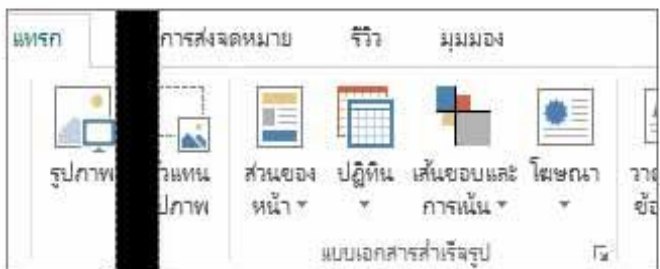 แทรก การส่งจดหมาย รีวิว มุมมอง
รูปภาพ ส่วนของ ปฏิทิน เส้นขอบและ โฆษณา
ภาพ หน้า การเน้น
แบบเอกสารสำเร็จรูป